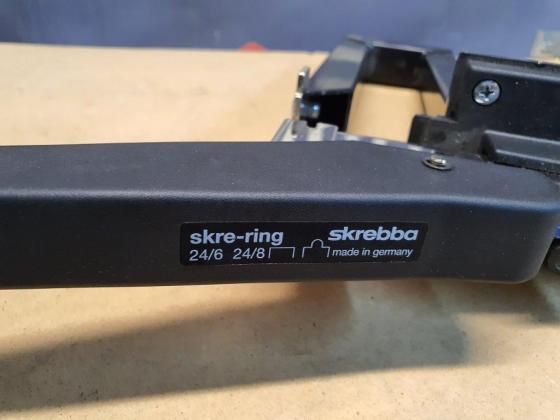 skre-ring skrebba
24/6 24/8 made in germany